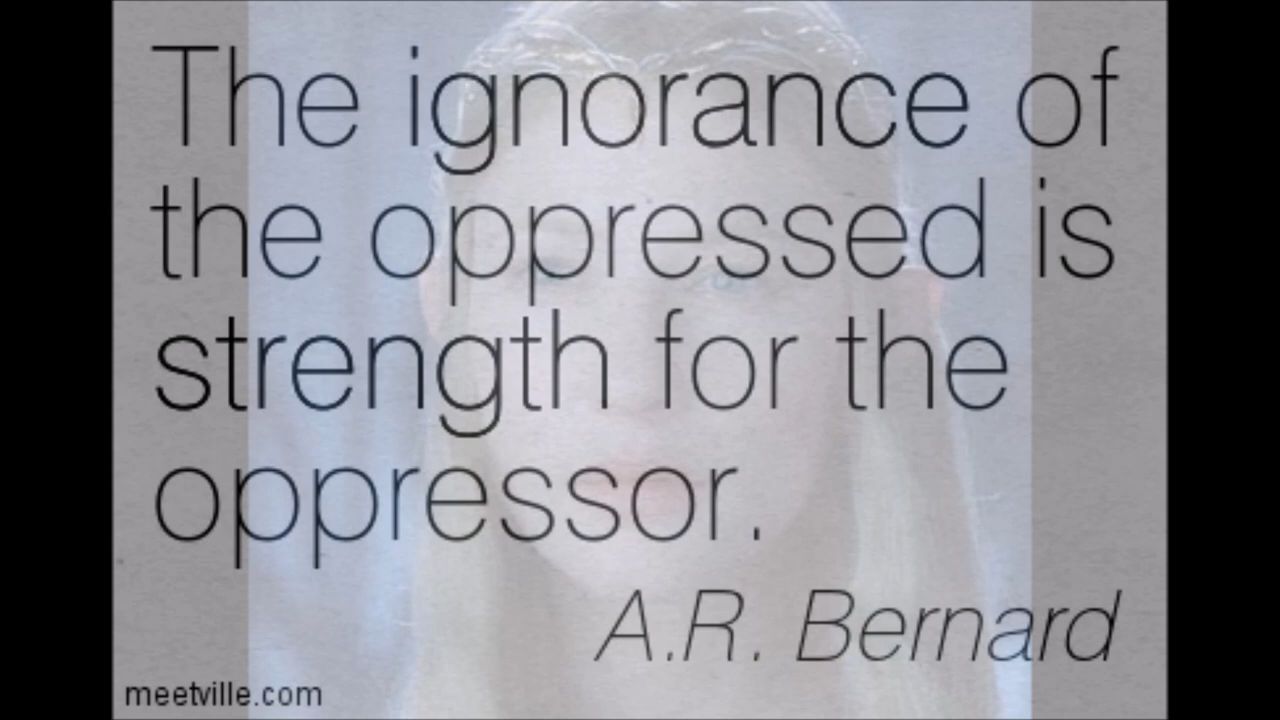 The ignorance of
the oppressed is
strength for the
oppressor.
A.R. Bernard
meetville.com